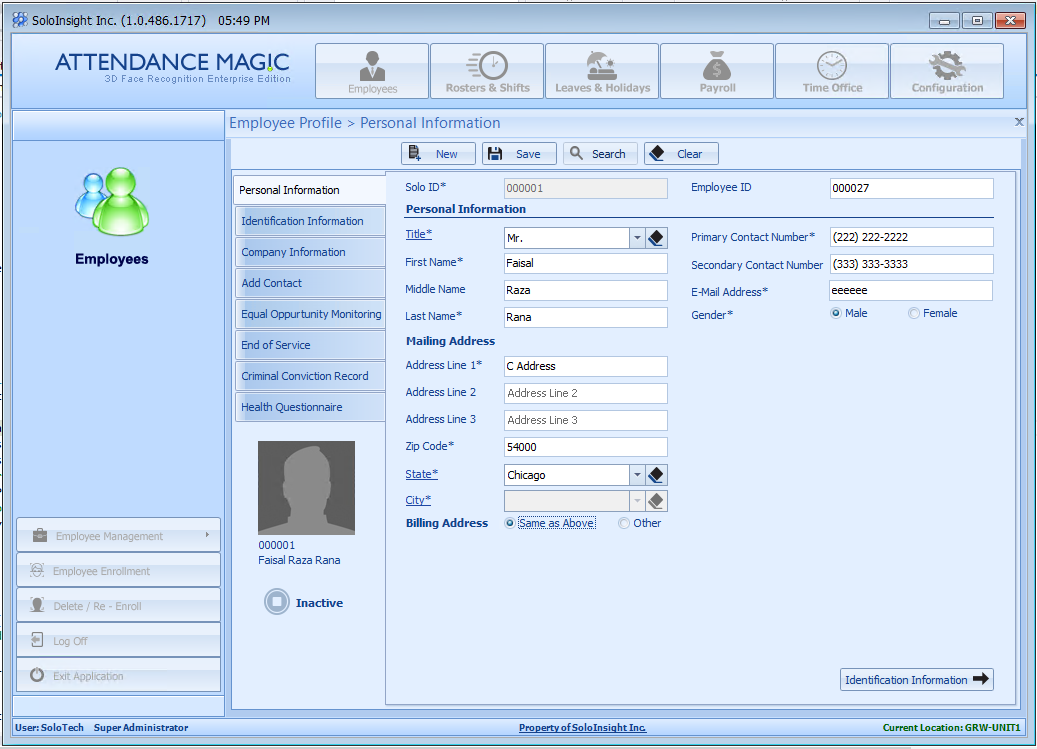 SoloInsight Inc. (1.0.486.1717) 05:49 PM
ATTENDANCE MAGIC
3D Face Recognition Enterprise Edition
Employees
Rosters & Shifts
Leaves & Holidays
Payroll
Time Office
Configuration
Employee Profile > Personal Information
New
Save
Search
Clear
Employees
Personal Information
Identification Information
Company Information
Add Contact
Equal Oppurtunity Monitoring
End of Service
Criminal Conviction Record
Health Questionnaire
000001
Faisal Raza Rana
Inactive
Solo ID* 000001 Employee ID 000027
Personal Information
Title* Mr. Primary Contact Number* (222) 222-2222
First Name* Faisal Secondary Contact Number (333) 333-3333
Middle Name Raza E-Mail Address* eeeeee
Last Name* Rana Gender* Male Female
Mailing Address
Address Line 1* C Address
Address Line 2 Address Line 2
Address Line 3 Address Line 3
Zip Code* 54000
State* Chicago
City*
Billing Address Same as Above Other
Employee Management
Employee Enrollment
Delete / Re - Enroll
Log Off
Exit Application
Identification Information
User: SoloTech Super Administrator Property of SoloInsight Inc. Current Location: GRW-UNIT1